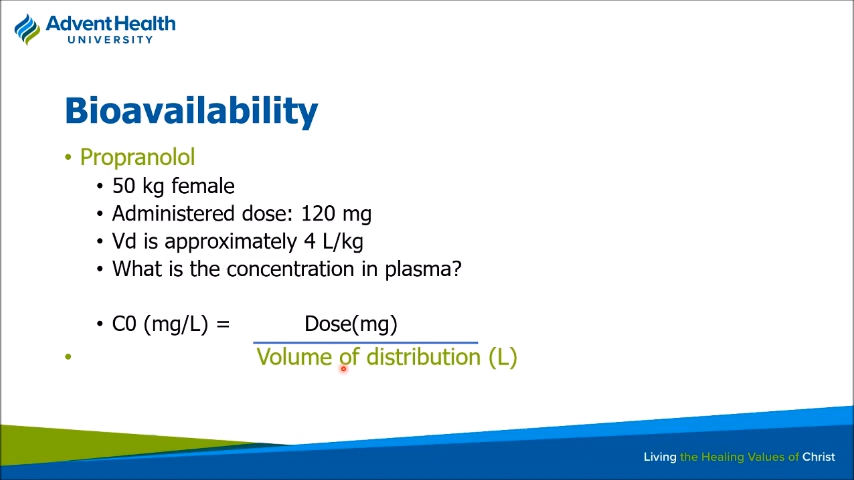 AdventHealth
UNIVERSITY
Bioavailability
• Propranolol
• 50 kg female
• Administered dose: 120 mg
• Vd is approximately 4 L/kg
• What is the concentration in plasma?
• C0 (mg/L) = Dose(mg)
• Volume of distribution (L)
Living the Healing Values of Christ